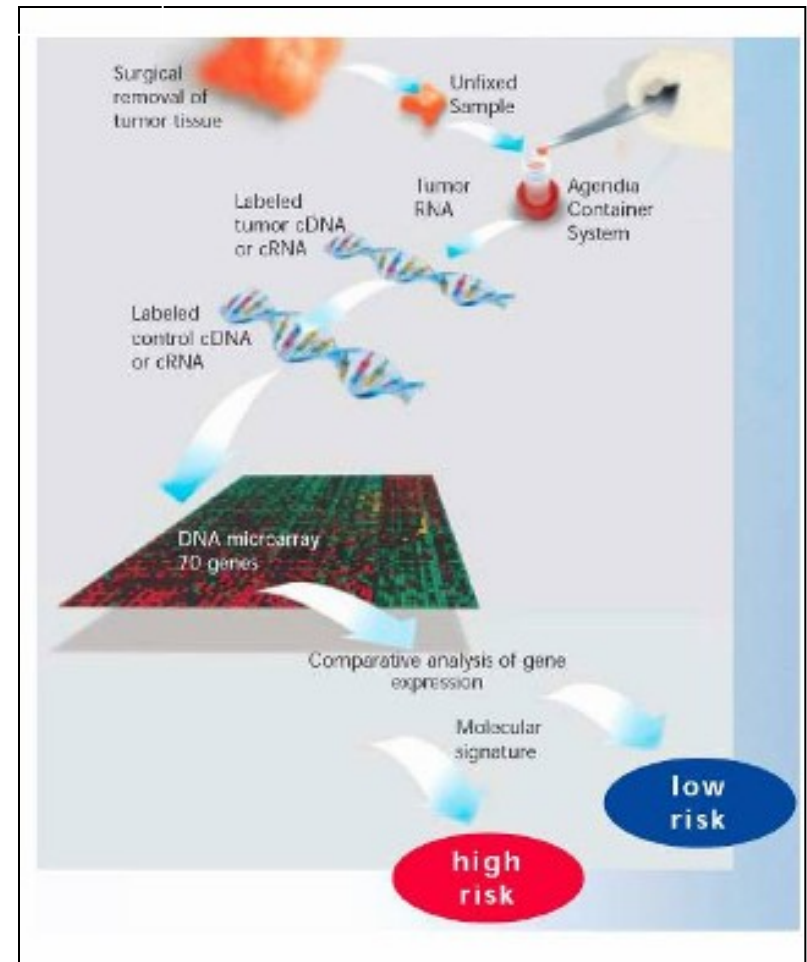 Surgical
removal of
tumor tissue
Unfixed
Sample
Tumor
RNA
Agendia
Container
System
Labeled
tumor cDNA
or cRNA
Labeled
control cDNA
or cRNA
DNA microarray
70 genes
Comparative analysis of gene
expression
Molecular
signature
low
risk
high
risk